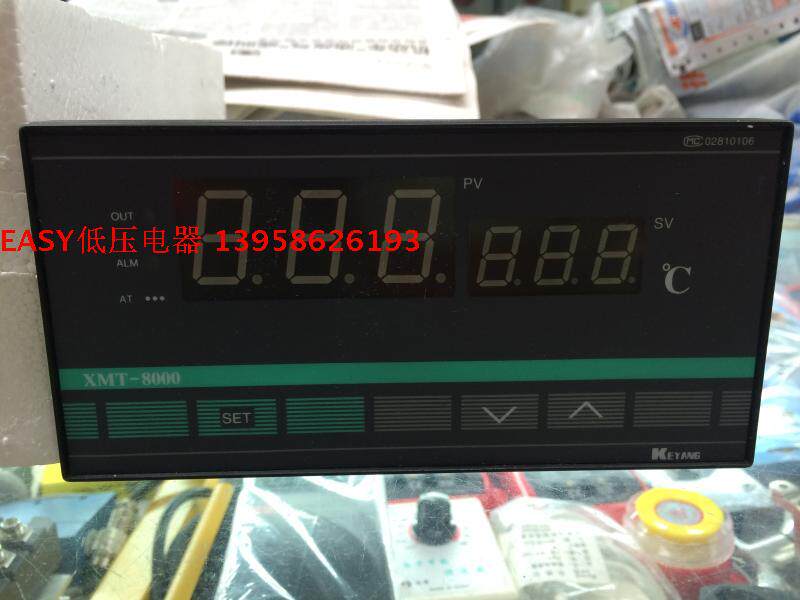 MC 02810106
PV
OUT
SV
EASY低压电器 13958626193
ALM
°C
AT
XMT-8000
SET
KEYANG